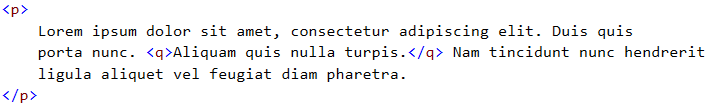 <p>
Lorem ipsum dolor sit amet, consectetur adipiscing elit. Duis quis
porta nunc. <q>Aliquam quis nulla turpis.</q> Nam tincidunt nunc hendrerit
ligula aliquet vel feugiat diam pharetra.
</p>